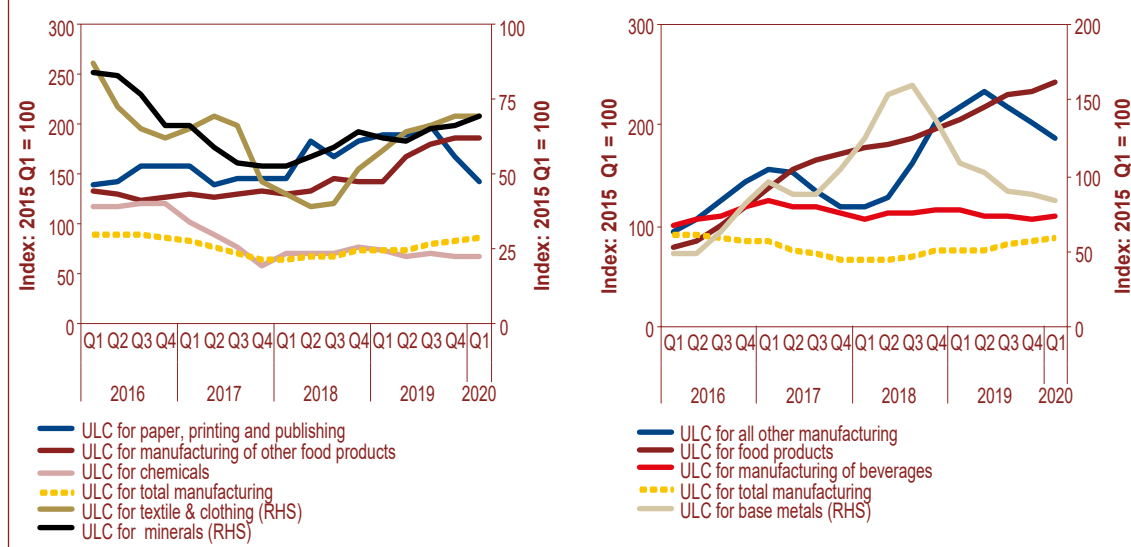 300
250
200
150
100
50
0
Index: 2015 Q1 = 100
100
75
50
25
0
Index: 2015 Q1 = 100
Q1 Q2 Q3 Q4 Q1 Q2 Q3 Q4 Q1 Q2 Q3 Q4 Q1 Q2 Q3 Q4 Q1
2016 2017 2018 2019 2020
ULC for paper, printing and publishing
ULC for manufacturing of other food products
ULC for chemicals
ULC for total manufacturing
ULC for textile & clothing (RHS)
ULC for minerals (RHS)
300
200
100
0
Index: 2015 Q1 = 100
200
150
100
50
0
Index: 2015 Q1 = 100
Q1 Q2 Q3 Q4 Q1 Q2 Q3 Q4 Q1 Q2 Q3 Q4 Q1 Q2 Q3 Q4 Q1
2016 2017 2018 2019 2020
ULC for all other manufacturing
ULC for food products
ULC for manufacturing of beverages
ULC for total manufacturing
ULC for base metals (RHS)